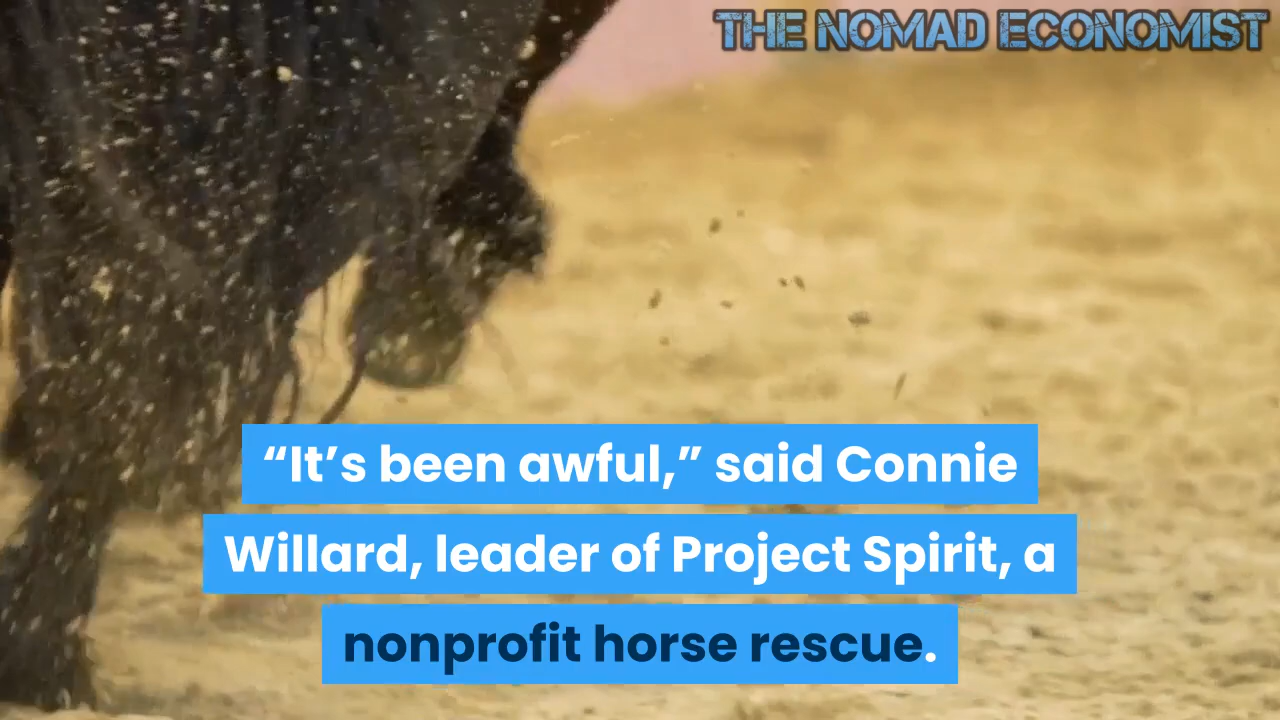 THE NOMAD ECONOMIST
“It’s been awful,” said Connie
Willard, leader of Project Spirit, a
nonprofit horse rescue.